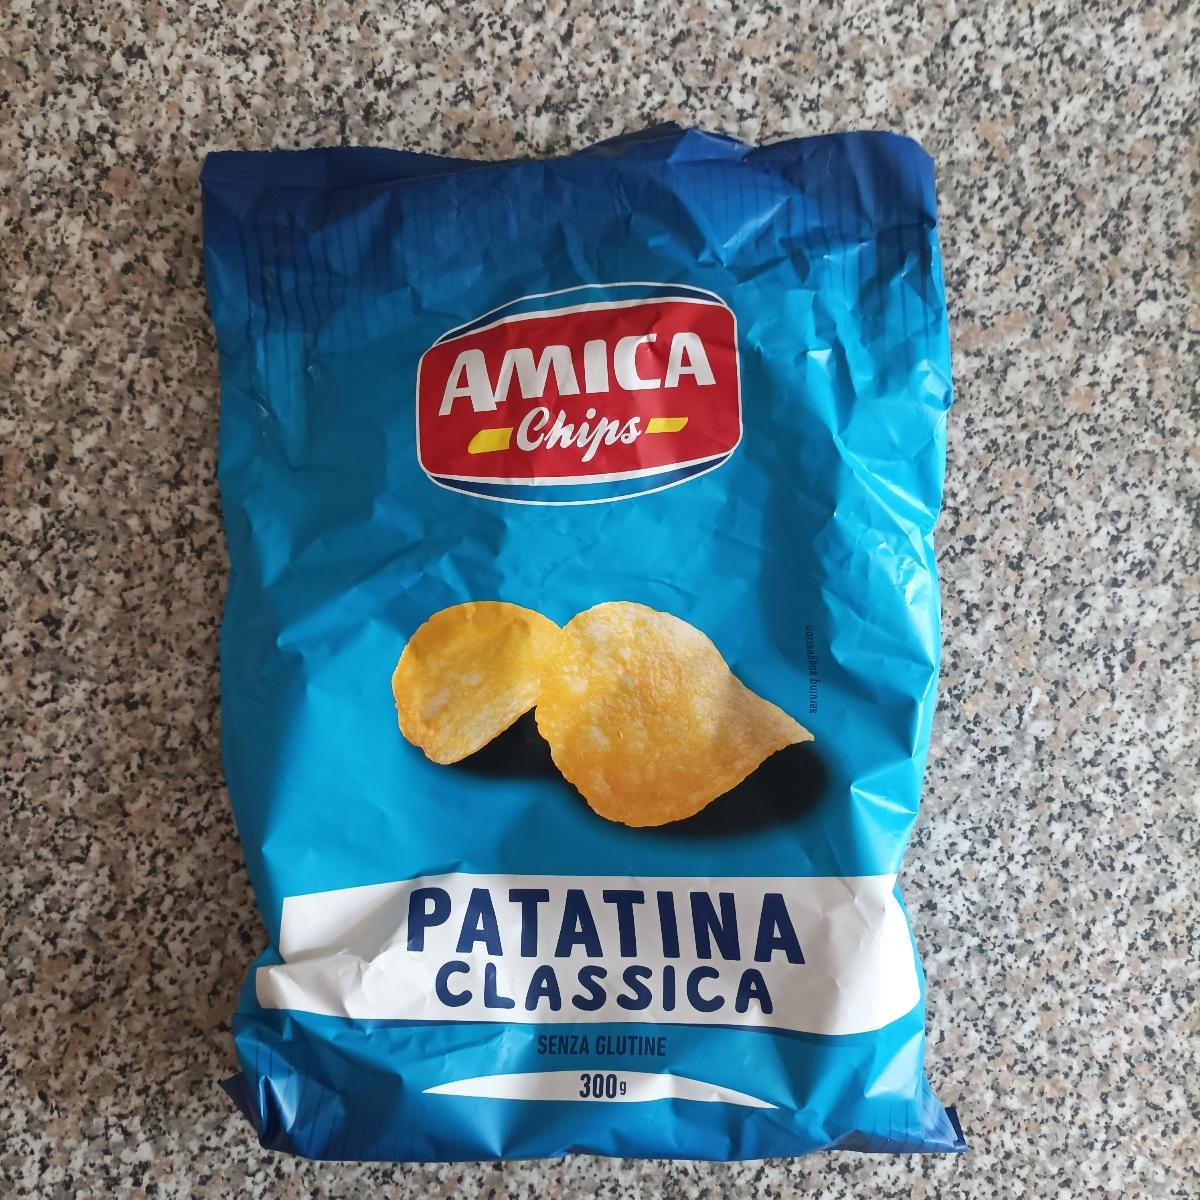 AMICA
Chips
serving suggestion
PATATINA
CLASSICA
SENZA GLUTINE
300g